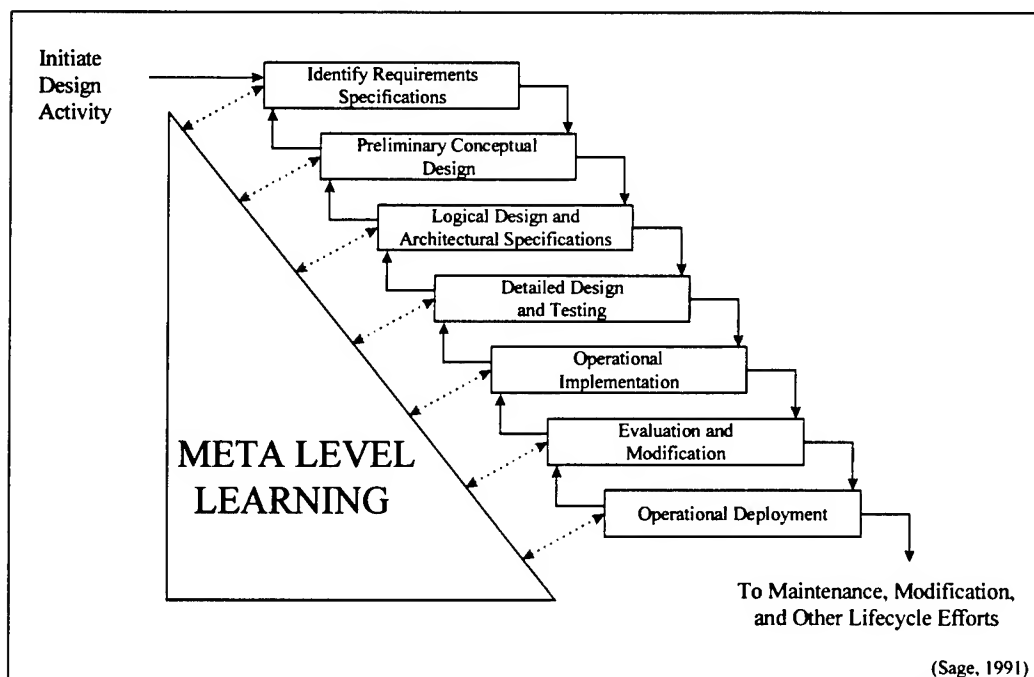 Initiate
Design
Activity
Identify Requirements
Specifications
Preliminary Conceptual
Design
Logical Design and
Architectural Specifications
Detailed Design
and Testing
Operational
Implementation
Evaluation and
Modification
Operational Deployment
META LEVEL
LEARNING
To Maintenance, Modification,
and Other Lifecycle Efforts
(Sage, 1991)